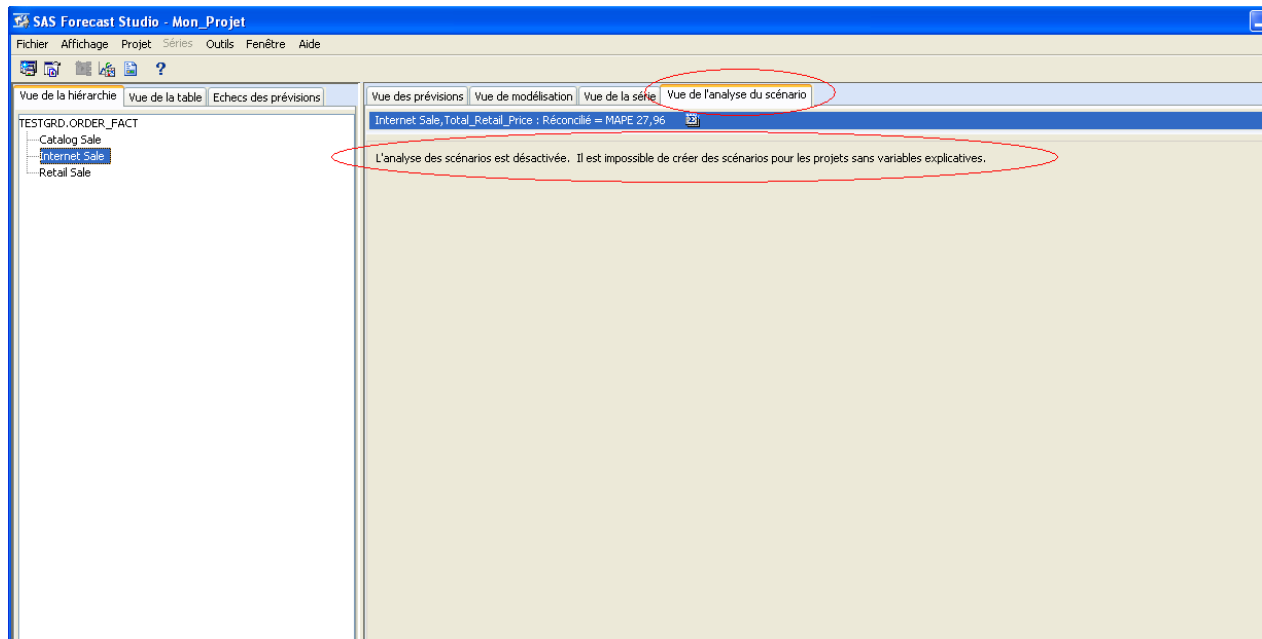 SAS Forecast Studio - Mon_Projet
Fichier Affichage Projet Séries Outils Fenêtre Aide
?
Vue de la hiérarchie Vue de la table Echecs des prévisions
TESTGRD.ORDER_FACT
Catalog Sale
Internet Sale
Retail Sale
Vue des prévisions Vue de modélisation Vue de la série Vue de l'analyse du scénario
Internet Sale,Total_Retail_Price : Réconcilié = MAPE 27,96
L'analyse des scénarios est désactivée. Il est impossible de créer des scénarios pour les projets sans variables explicatives.